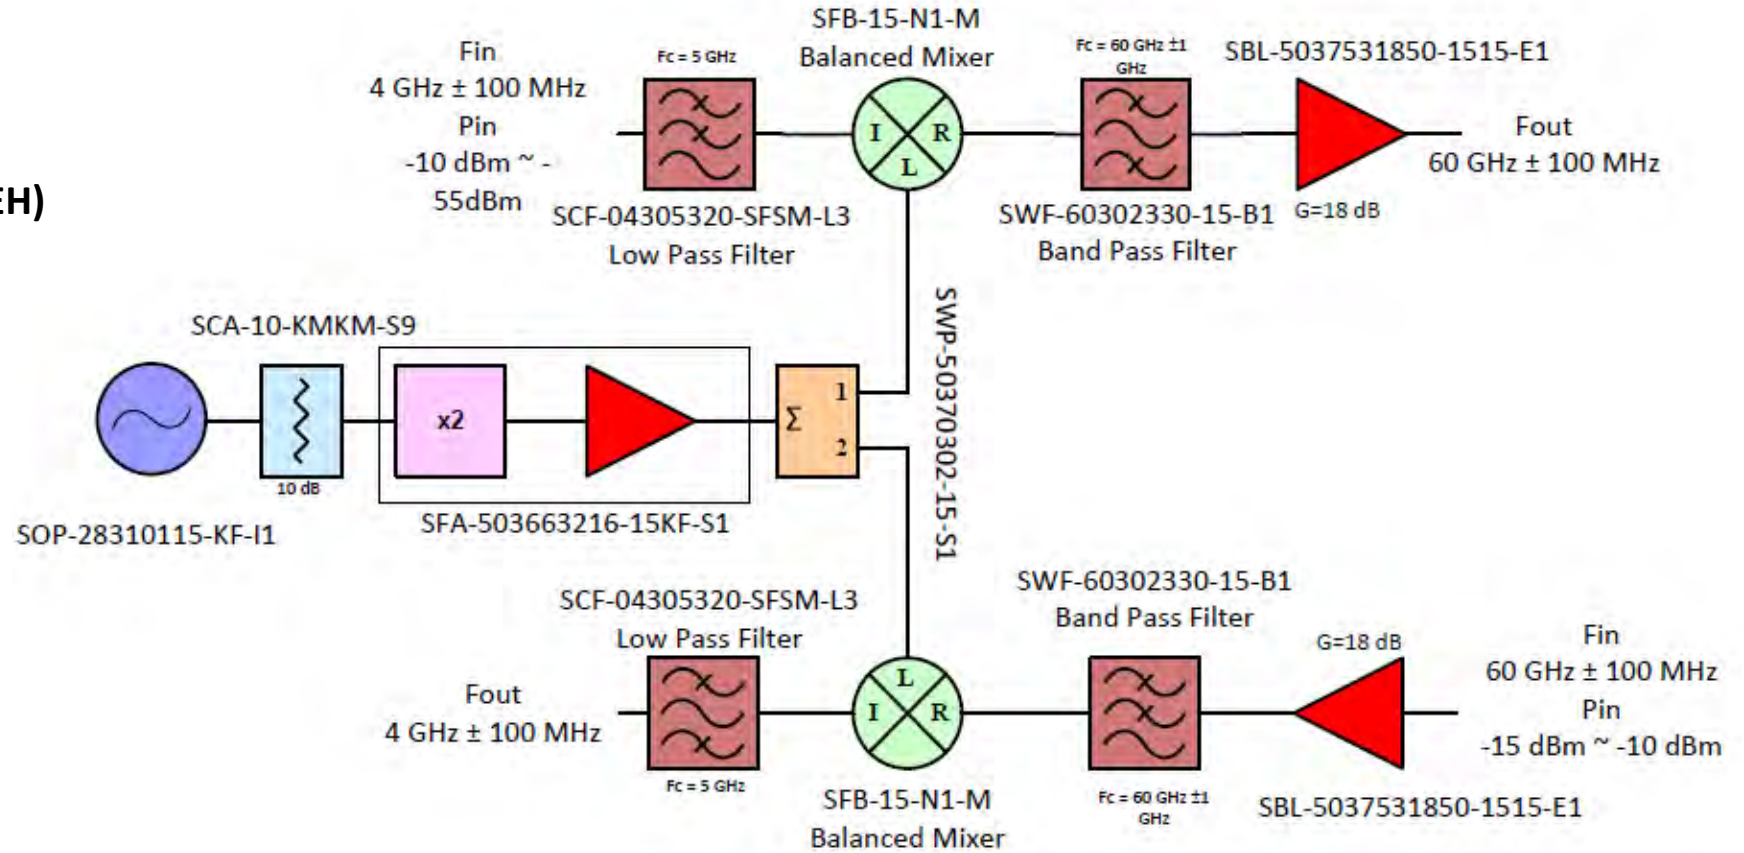 SFB-15-N1-M
Balanced Mixer
Fin
4 GHz ± 100 MHz
Pin
-10 dBm ~ -
55dBm
Fc = 5 GHz
I
R
L
Fc = 60 GHz ±1
GHz
SBL-5037531850-1515-E1
Fout
60 GHz ± 100 MHz
EH)
SCF-04305320-SFSM-L3
Low Pass Filter
SWF-60302330-15-B1
Band Pass Filter
G=18 dB
SCA-10-KMKM-S9
10 dB
x2
Σ
1
2
SWP-50370302-15-S1
SOP-28310115-KF-I1
SFA-503663216-15KF-S1
SCF-04305320-SFSM-L3
Low Pass Filter
SWF-60302330-15-B1
Band Pass Filter
G=18 dB
Fin
60 GHz ± 100 MHz
Pin
-15 dBm ~ -10 dBm
Fout
4 GHz ± 100 MHz
L
I
R
Fc = 5 GHz
SFB-15-N1-M
Balanced Mixer
Fc = 60 GHz ±1
GHz
SBL-5037531850-1515-E1